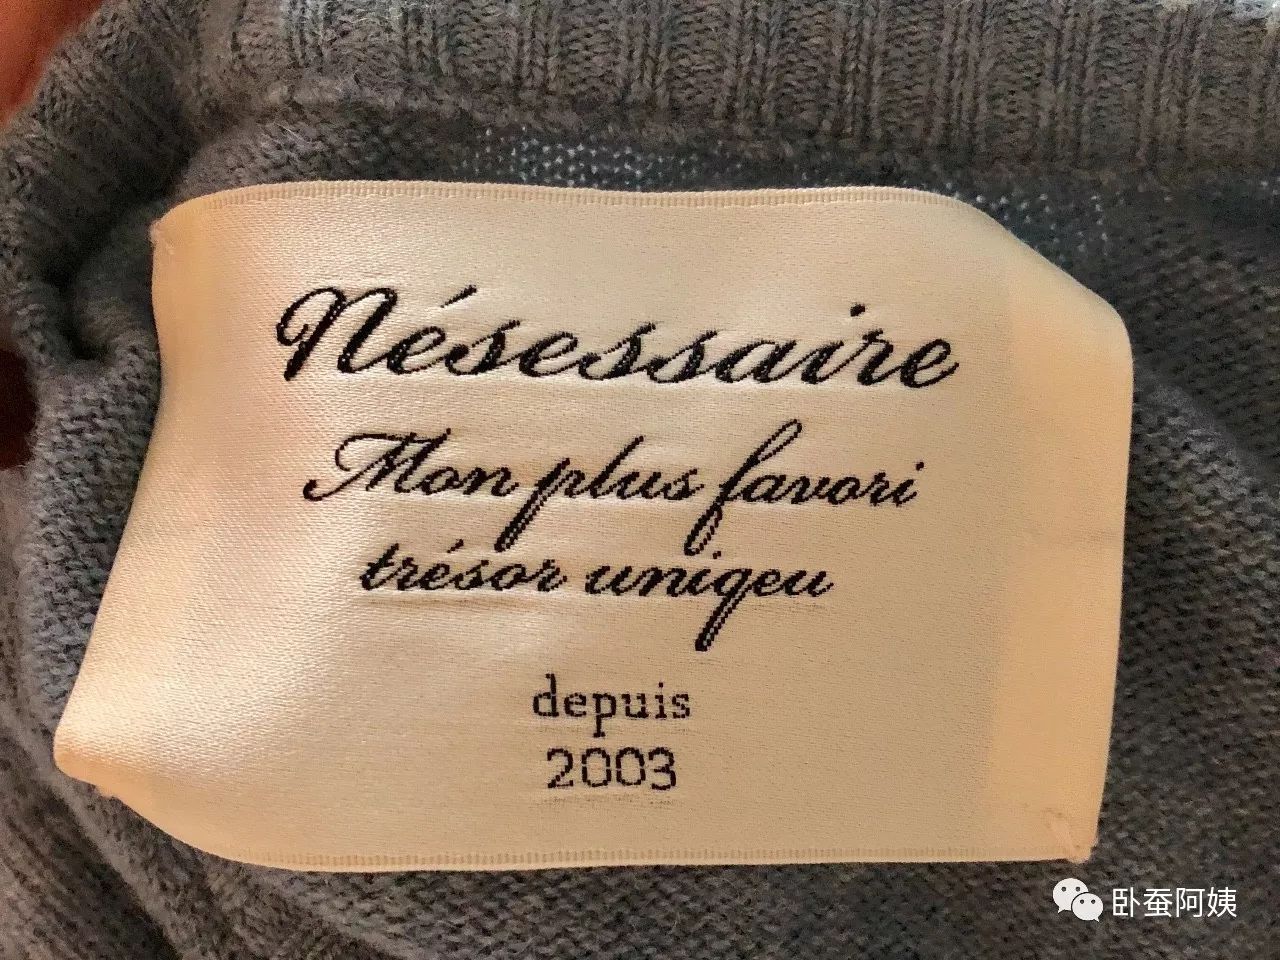 Nésessaire
Mon plus favori
trésor uniqeu
depuis
2003
卧蚕阿姨